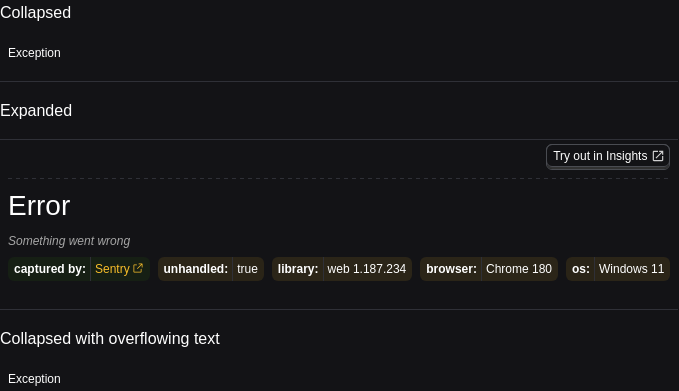 Collapsed
Exception
Expanded
Try out in Insights
Error
Something went wrong
captured by: Sentry unhandled: true library: web 1.187.234 browser: Chrome 180 os: Windows 11
Collapsed with overflowing text
Exception